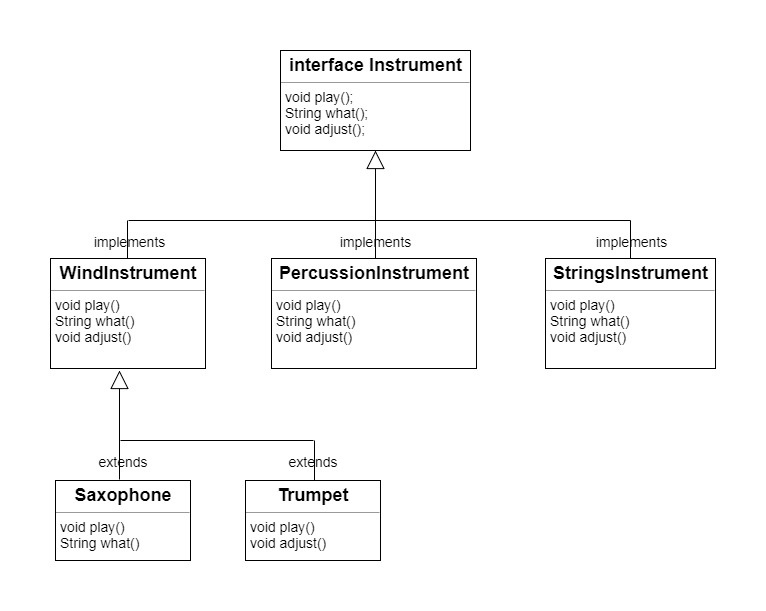 interface Instrument
void play();
String what();
void adjust();
implements
implements
implements
WindInstrument
void play()
String what()
void adjust()
PercussionInstrument
void play()
String what()
void adjust()
StringsInstrument
void play()
String what()
void adjust()
extends
extends
Saxophone
void play()
String what()
Trumpet
void play()
void adjust()